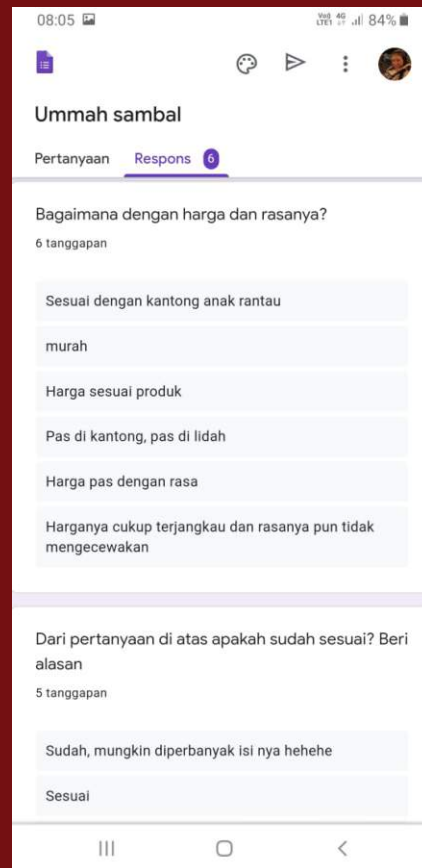 08:05 84%
Ummah sambal
Pertanyaan Respons 6
Bagaimana dengan harga dan rasanya?
6 tanggapan
Sesuai dengan kantong anak rantau
murah
Harga sesuai produk
Pas di kantong, pas di lidah
Harga pas dengan rasa
Harganya cukup terjangkau dan rasanya pun tidak
mengecewakan
Dari pertanyaan di atas apakah sudah sesuai? Beri
alasan
5 tanggapan
Sudah, mungkin diperbanyak isi nya hehehe
Sesuai